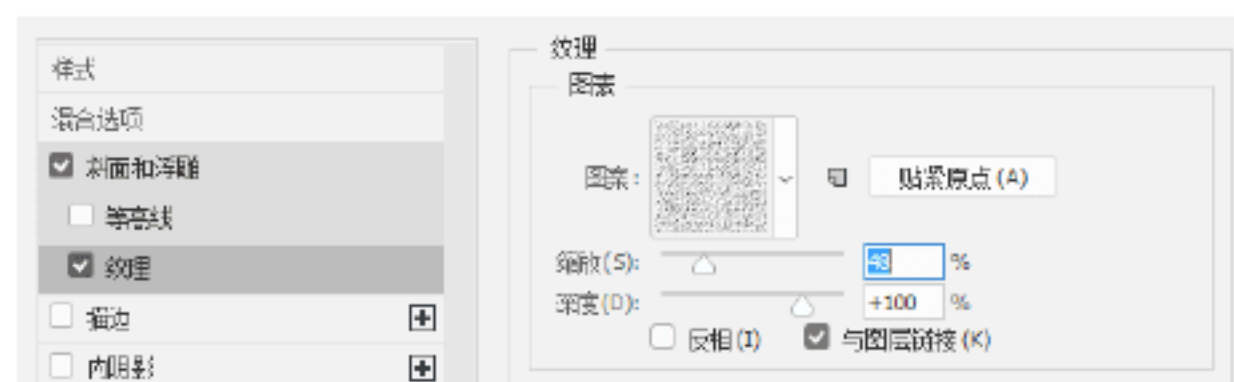 样式
混合选项
斜面和浮雕
等高线
纹理
描边
内阴影
纹理
图素
图案:
贴紧原点(A)
缩放(S): 48 %
深度(D): +100 %
反相(I) 与图层链接(K)